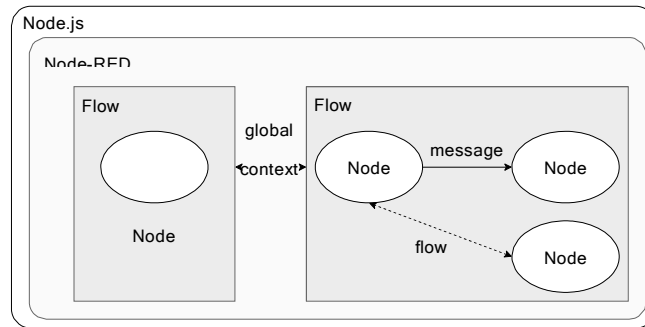 Node.js
Node-RED
Flow
Flow
global
context
Node
message
Node
Node
flow
Node